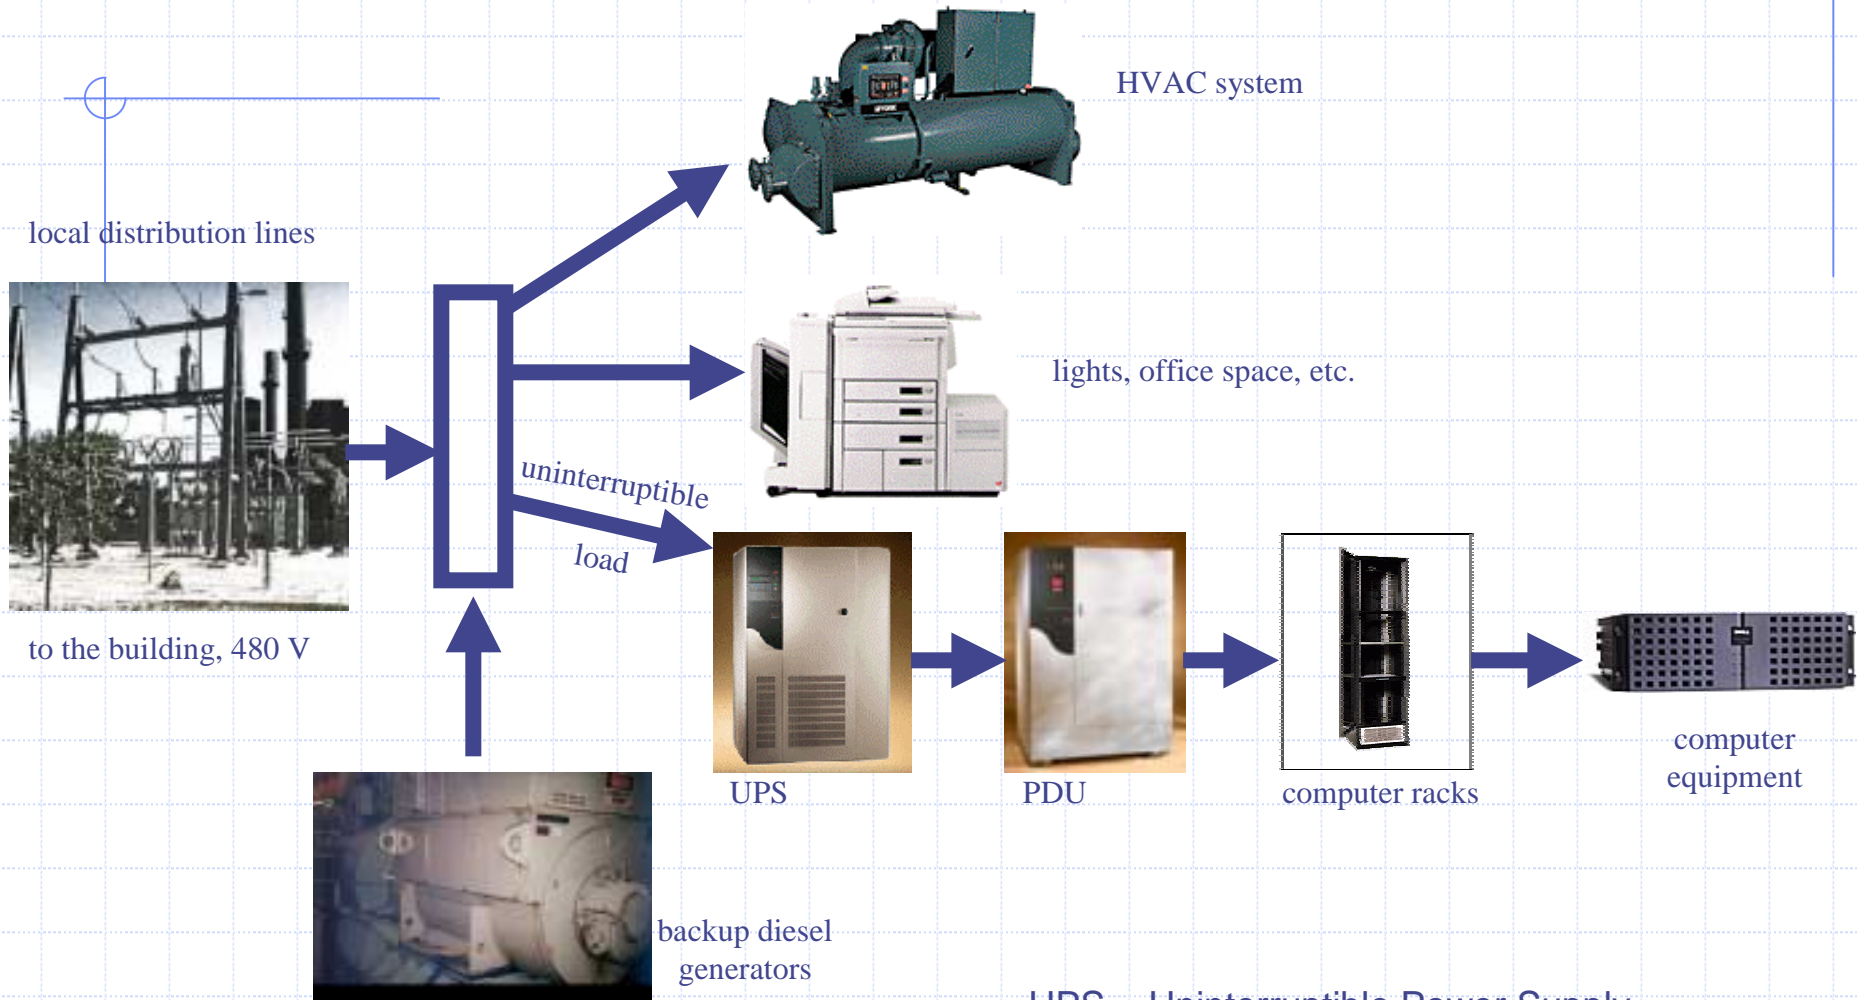 HVAC system
local distribution lines
lights, office space, etc.
uninterruptible
load
to the building, 480 V
computer
equipment
UPS
PDU
computer racks
backup diesel
generators